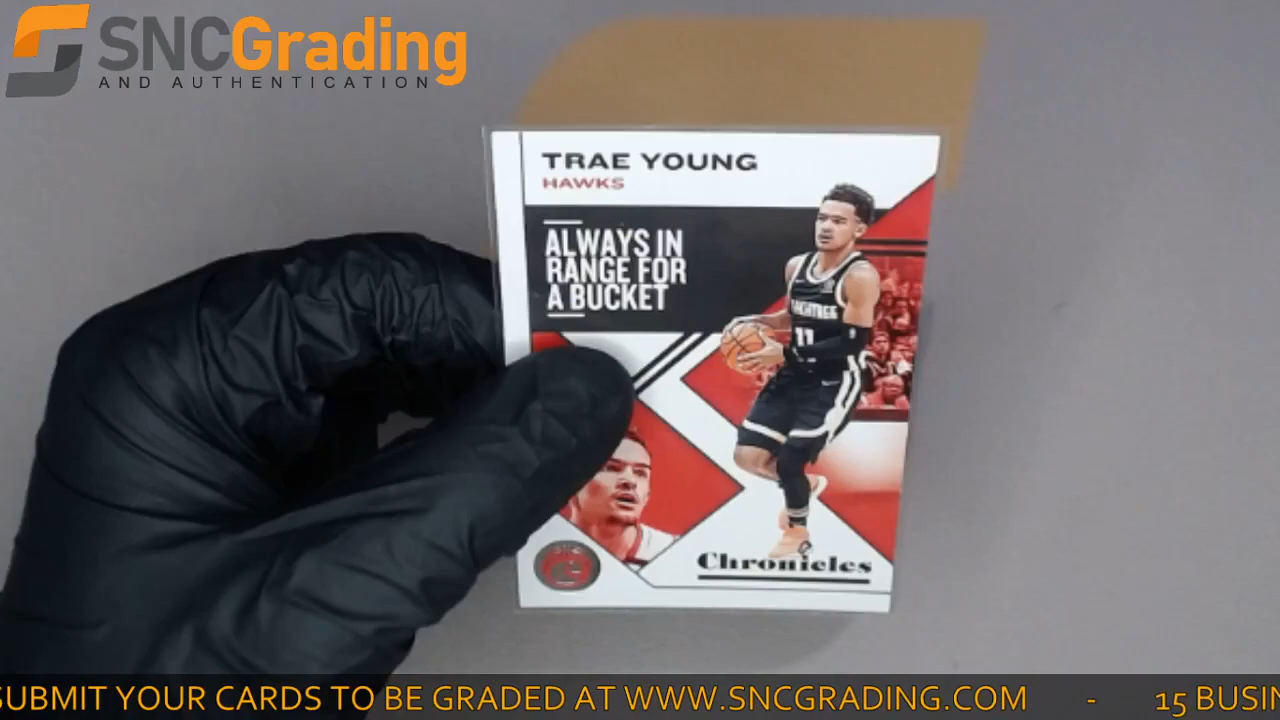 SNCGrading
AND AUTHENTICATION
TRAE YOUNG
HAWKS
ALWAYS IN
RANGE FOR
A BUCKET
11
Chronicles
SUBMIT YOUR CARDS TO BE GRADED AT WWW.SNCGRADING.COM - 15 BUSIN